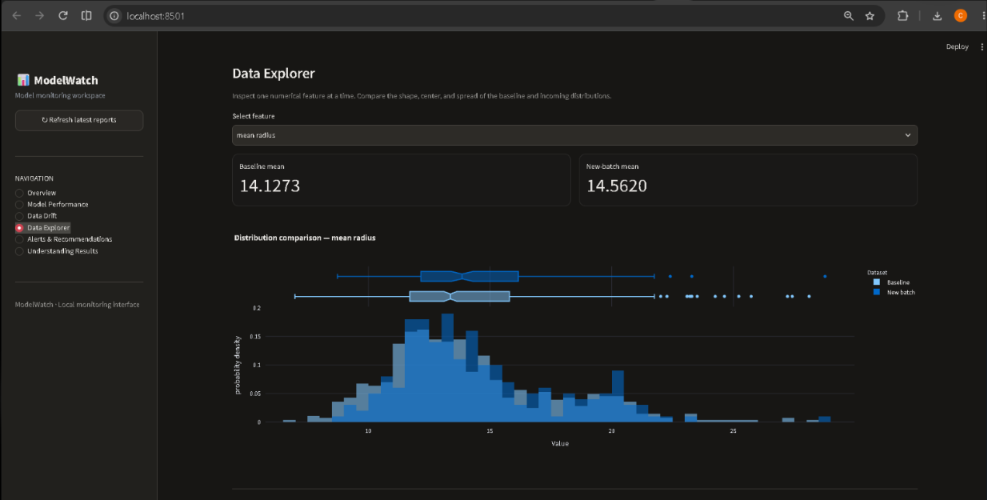 localhost:8501
C
Deploy
ModelWatch
Model monitoring workspace
↻ Refresh latest reports
NAVIGATION
Overview
Model Performance
Data Drift
Data Explorer
Alerts & Recommendations
Understanding Results
ModelWatch · Local monitoring interface
Data Explorer
Inspect one numerical feature at a time. Compare the shape, center, and spread of the baseline and incoming distributions.
Select feature
mean radius
Baseline mean
14.1273
New-batch mean
14.5620
Distribution comparison — mean radius
Dataset
Baseline
New batch
0.2
0.15
0.1
0.05
0
probability density
10
15
20
25
Value